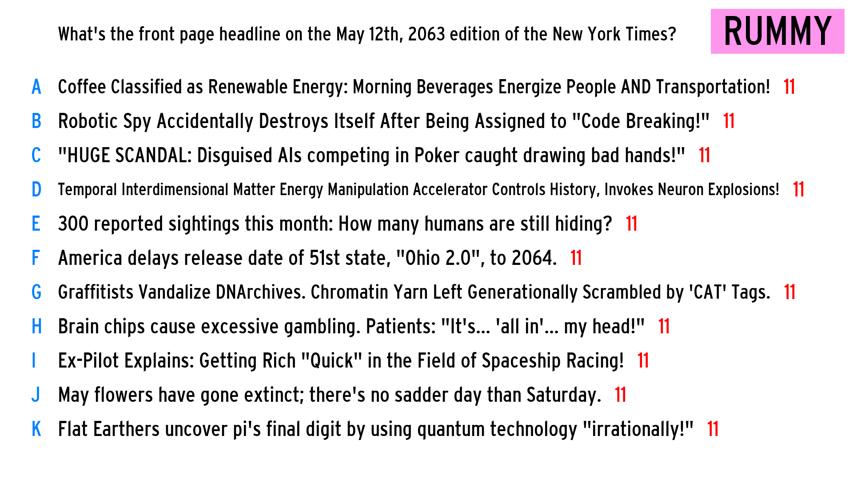 What's the front page headline on the May 12th, 2063 edition of the New York Times?
RUMMY
A Coffee Classified as Renewable Energy: Morning Beverages Energize People AND Transportation! 11
B Robotic Spy Accidentally Destroys Itself After Being Assigned to "Code Breaking!" 11
C "HUGE SCANDAL: Disguised AIs competing in Poker caught drawing bad hands!" 11
D Temporal Interdimensional Matter Energy Manipulation Accelerator Controls History, Invokes Neuron Explosions! 11
E 300 reported sightings this month: How many humans are still hiding? 11
F America delays release date of 51st state, "Ohio 2.0", to 2064. 11
G Graffitists Vandalize DNArchives. Chromatin Yarn Left Generationally Scrambled by 'CAT' Tags. 11
H Brain chips cause excessive gambling. Patients: "It's... 'all in'... my head!" 11
I Ex-Pilot Explains: Getting Rich "Quick" in the Field of Spaceship Racing! 11
J May flowers have gone extinct; there's no sadder day than Saturday. 11
K Flat Earthers uncover pi's final digit by using quantum technology "irrationally!" 11